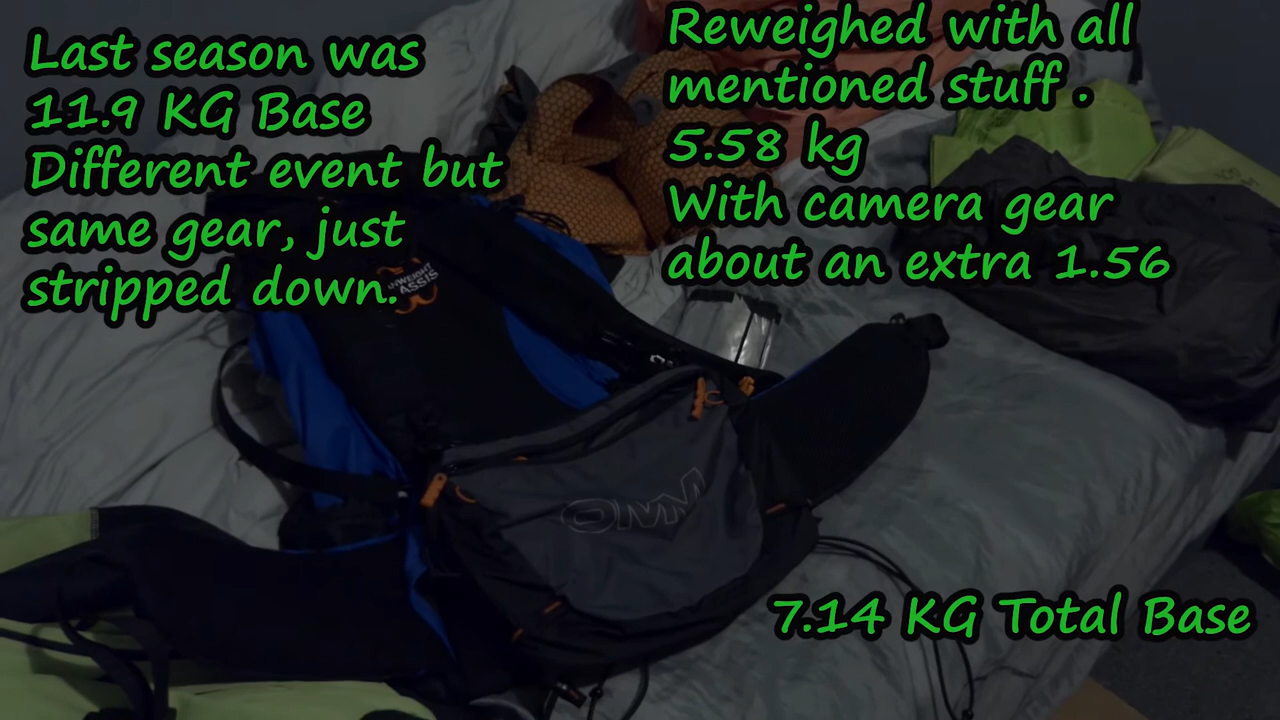 Last season was
11.9 KG Base
Different event but
same gear, just
stripped down.
Reweighed with all
mentioned stuff .
5.58 kg
With camera gear
about an extra 1.56
ASSIS
OMM
7.14 KG Total Base